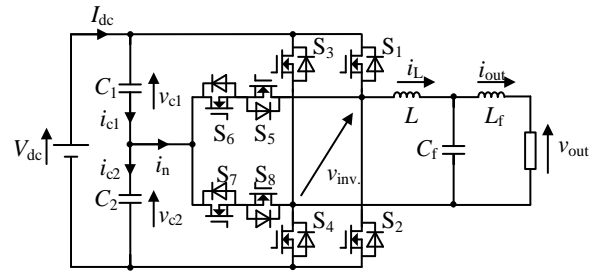 I_dc
S_3
S_1
C_1
v_c1
i_L
i_out
S_6
S_5
L
L_f
i_c1
V_dc
i_n
i_c2
S_7
S_8
C_f
v_out
v_inv.
C_2
v_c2
S_4
S_2